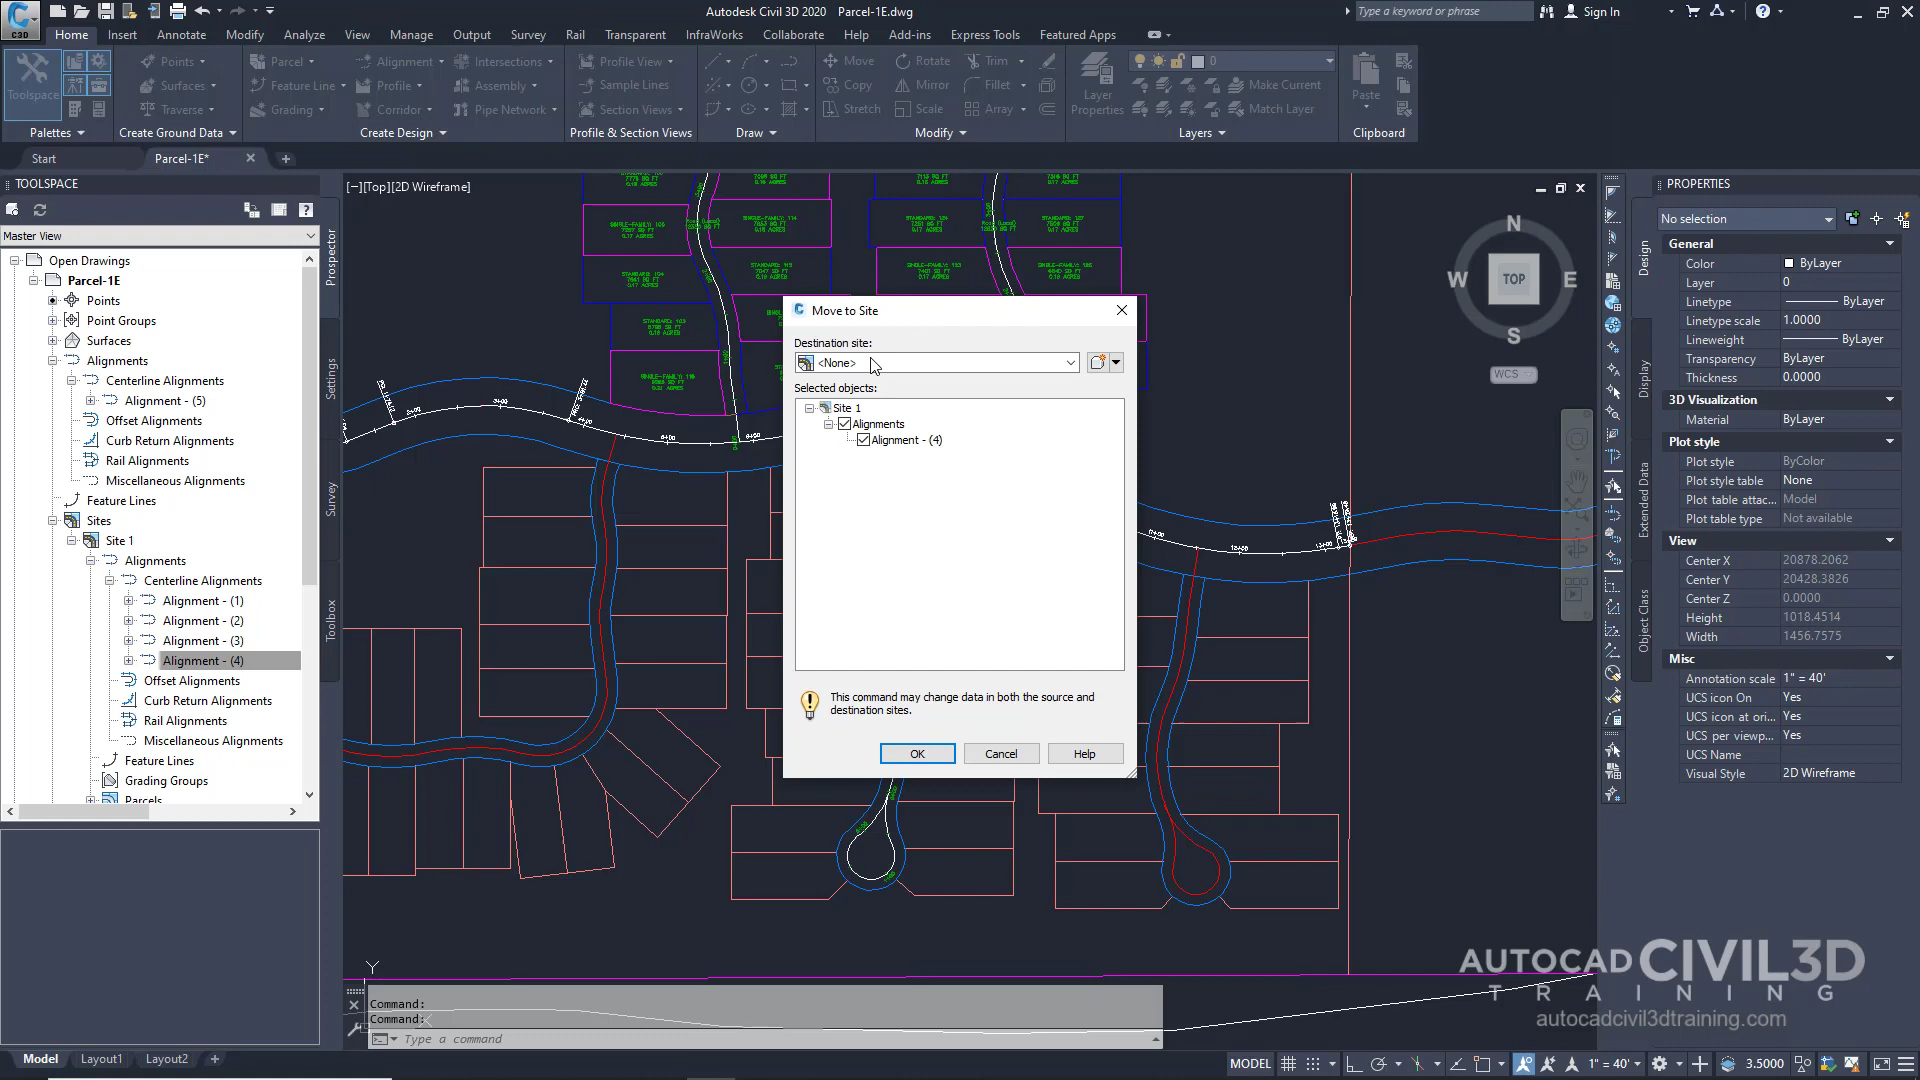 Autodesk Civil 3D 2020 Parcel-1E.dwg
Type a keyword or phrase
Sign In
C3D
Home Insert Annotate Modify Analyze View Manage Output Survey Rail Transparent InfraWorks Collaborate Help Add-ins Express Tools Featured Apps
Toolspace
Points
Surfaces
Traverse
Parcel
Feature Line
Grading
Alignment
Profile
Corridor
Intersections
Assembly
Pipe Network
Profile View
Sample Lines
Section Views
Move Rotate Trim
Copy Mirror Fillet
Stretch Scale Array
Layer Properties
0
Make Current
Match Layer
Paste
Palettes
Create Ground Data
Create Design
Profile & Section Views
Draw
Modify
Layers
Clipboard
Start
Parcel-1E*
TOOLSPACE
Master View
Open Drawings
Parcel-1E
Points
Point Groups
Surfaces
Alignments
Centerline Alignments
Alignment - (5)
Offset Alignments
Curb Return Alignments
Rail Alignments
Miscellaneous Alignments
Feature Lines
Sites
Site 1
Alignments
Centerline Alignments
Alignment - (1)
Alignment - (2)
Alignment - (3)
Alignment - (4)
Offset Alignments
Curb Return Alignments
Rail Alignments
Miscellaneous Alignments
Feature Lines
Grading Groups
Parcels
Prospector
Settings
Survey
Toolbox
[−][Top][2D Wireframe]
N
W TOP E
S
WCS
Move to Site
Destination site:
<None>
Selected objects:
Site 1
Alignments
Alignment - (4)
This command may change data in both the source and
destination sites.
OK Cancel Help
Y
Command:
Command:
Type a command
PROPERTIES
No selection
Design
Display
Extended Data
Object Class
General
Color ByLayer
Layer 0
Linetype ByLayer
Linetype scale 1.0000
Lineweight ByLayer
Transparency ByLayer
Thickness 0.0000
3D Visualization
Material ByLayer
Plot style
Plot style ByColor
Plot style table None
Plot table attac... Model
Plot table type Not available
View
Center X 20878.2062
Center Y 20428.3826
Center Z 0.0000
Height 1018.4514
Width 1456.7575
Misc
Annotation scale 1" = 40'
UCS icon On Yes
UCS icon at ori... Yes
UCS per viewp... Yes
UCS Name
Visual Style 2D Wireframe
AUTOCAD CIVIL3D
TRAINING
autocadcivil3dtraining.com
Model Layout1 Layout2
MODEL
1" = 40'
3.5000